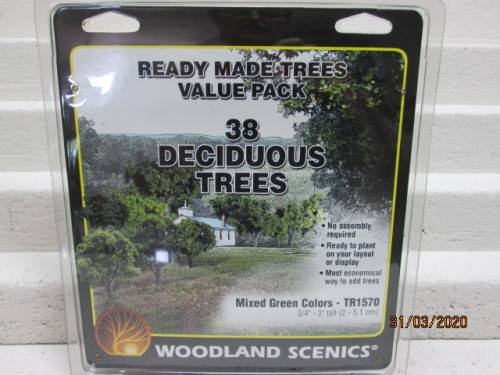 READY MADE TREES
VALUE PACK
38
DECIDUOUS
TREES
• No assembly
required
• Ready to plant
on your layout
or display
• Most economical
way to add trees
Mixed Green Colors - TR1570
3/4" - 2" tall (2 - 5.1 cm)
31/03/2020
WOODLAND SCENICS®